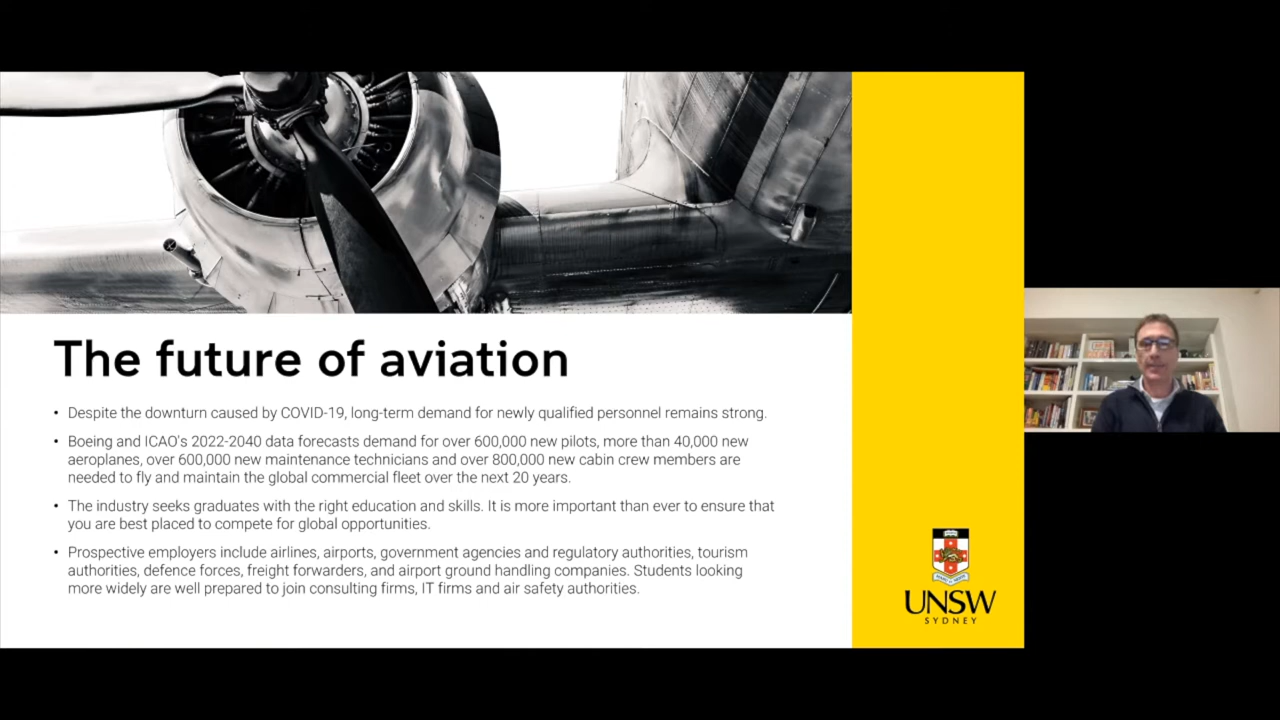 The future of aviation
• Despite the downturn caused by COVID-19, long-term demand for newly qualified personnel remains strong.
• Boeing and ICAO's 2022-2040 data forecasts demand for over 600,000 new pilots, more than 40,000 new
aeroplanes, over 600,000 new maintenance technicians and over 800,000 new cabin crew members are
needed to fly and maintain the global commercial fleet over the next 20 years.
• The industry seeks graduates with the right education and skills. It is more important than ever to ensure that
you are best placed to compete for global opportunities.
• Prospective employers include airlines, airports, government agencies and regulatory authorities, tourism
authorities, defence forces, freight forwarders, and airport ground handling companies. Students looking
more widely are well prepared to join consulting firms, IT firms and air safety authorities.
UNSW
SYDNEY